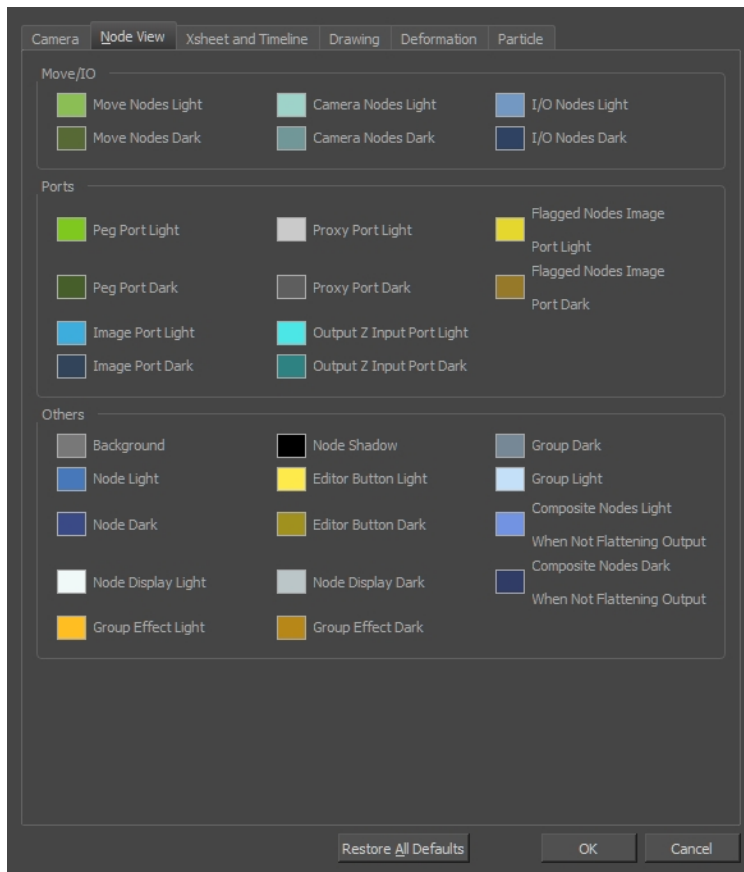 Camera Node View Xsheet and Timeline Drawing Deformation Particle
Move/IO
Move Nodes Light Camera Nodes Light I/O Nodes Light
Move Nodes Dark Camera Nodes Dark I/O Nodes Dark
Ports
Peg Port Light Proxy Port Light Flagged Nodes Image
Port Light
Peg Port Dark Proxy Port Dark Flagged Nodes Image
Port Dark
Image Port Light Output Z Input Port Light
Image Port Dark Output Z Input Port Dark
Others
Background Node Shadow Group Dark
Node Light Editor Button Light Group Light
Node Dark Editor Button Dark Composite Nodes Light
When Not Flattening Output
Node Display Light Node Display Dark Composite Nodes Dark
When Not Flattening Output
Group Effect Light Group Effect Dark
Restore All Defaults OK Cancel